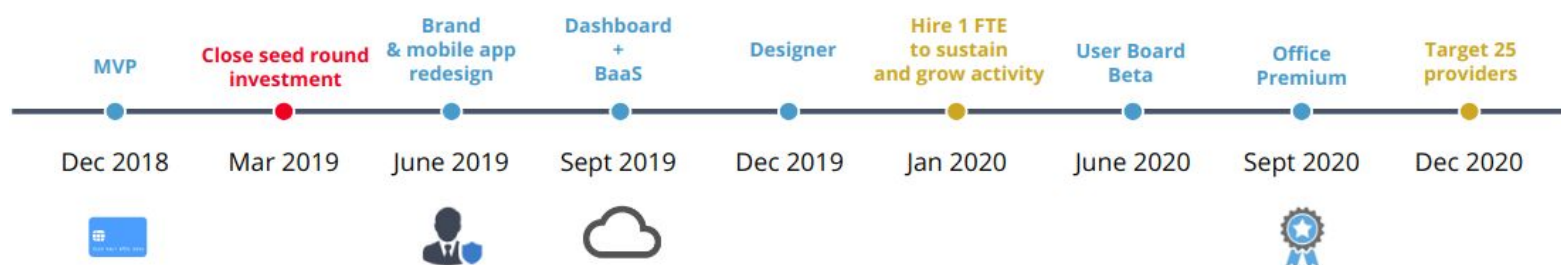 MVP
Close seed round
investment
Brand
& mobile app
redesign
Dashboard
+
BaaS
Designer
Hire 1 FTE
to sustain
and grow activity
User Board
Beta
Office
Premium
Target 25
providers
Dec 2018
Mar 2019
June 2019
Sept 2019
Dec 2019
Jan 2020
June 2020
Sept 2020
Dec 2020